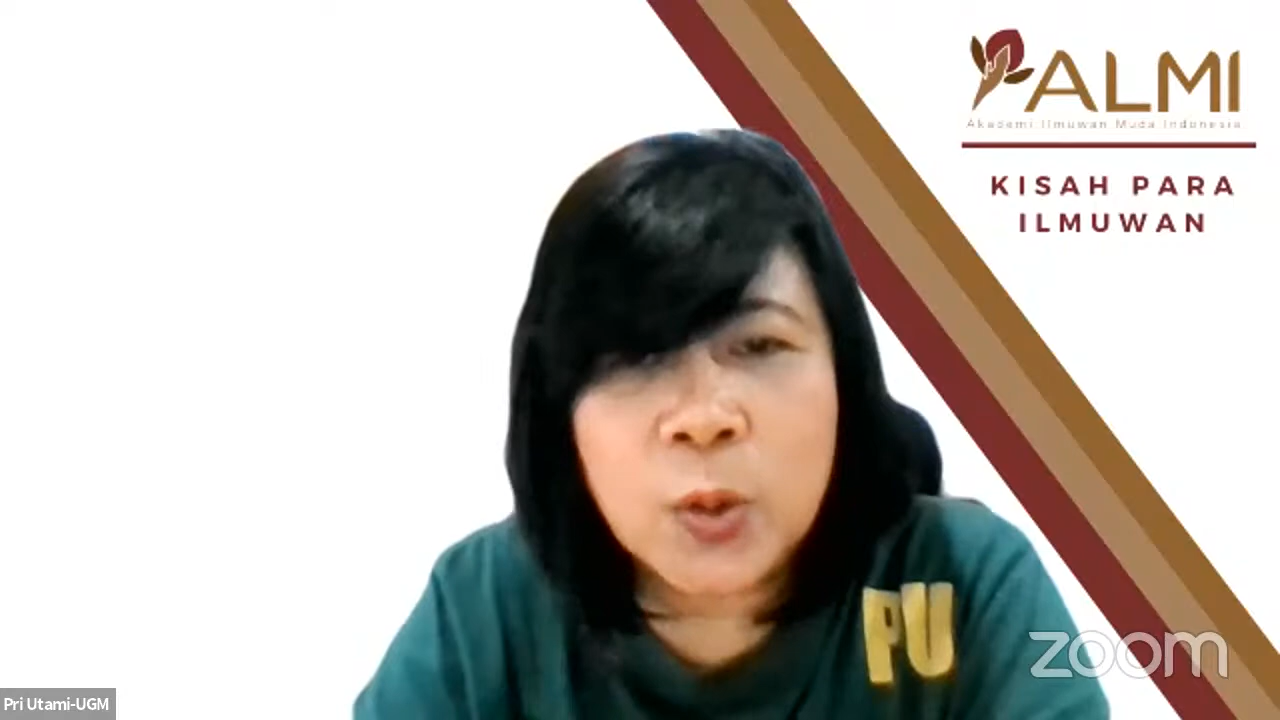 ALMI
Akademi Ilmuwan Muda Indonesia
KISAH PARA
ILMUWAN
PU
zoom
Pri Utami-UGM